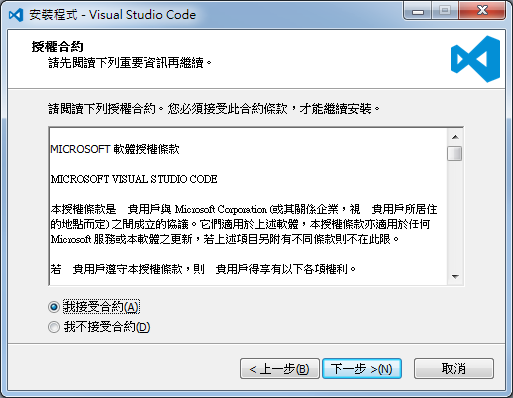 安裝程式 - Visual Studio Code
授權合約
請先閱讀下列重要資訊再繼續。
請閱讀下列授權合約。您必須接受此合約條款，才能繼續安裝。
MICROSOFT 軟體授權條款
MICROSOFT VISUAL STUDIO CODE
本授權條款是　貴用戶與 Microsoft Corporation (或其關係企業，視　貴用戶所居住
的地點而定) 之間成立的協議。它們適用於上述軟體，本授權條款亦適用於任何
Microsoft 服務或本軟體之更新，若上述項目另附有不同條款則不在此限。
若　貴用戶遵守本授權條款，則　貴用戶得享有以下各項權利。
我接受合約(A)
我不接受合約(D)
< 上一步(B)
下一步 >(N)
取消